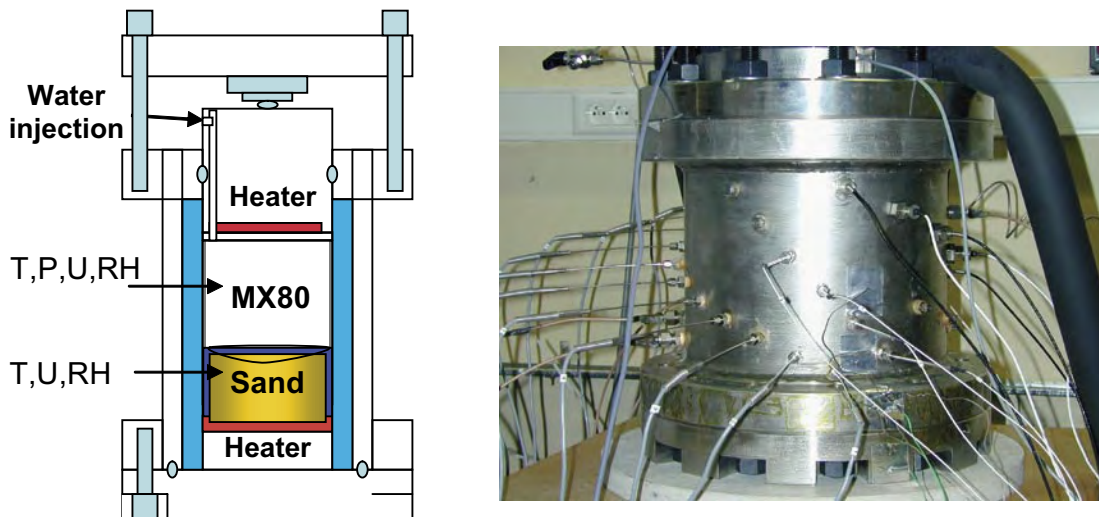 Water
injection
Heater
T,P,U,RH
MX80
T,U,RH
Sand
Heater